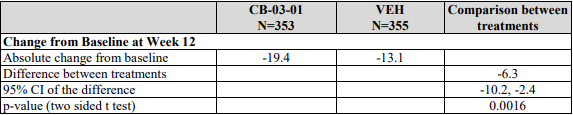 CB-03-01 VEH Comparison between
N=353 N=355 treatments
Change from Baseline at Week 12
Absolute change from baseline -19.4 -13.1
Difference between treatments -6.3
95% CI of the difference -10.2, -2.4
p-value (two sided t test) 0.0016